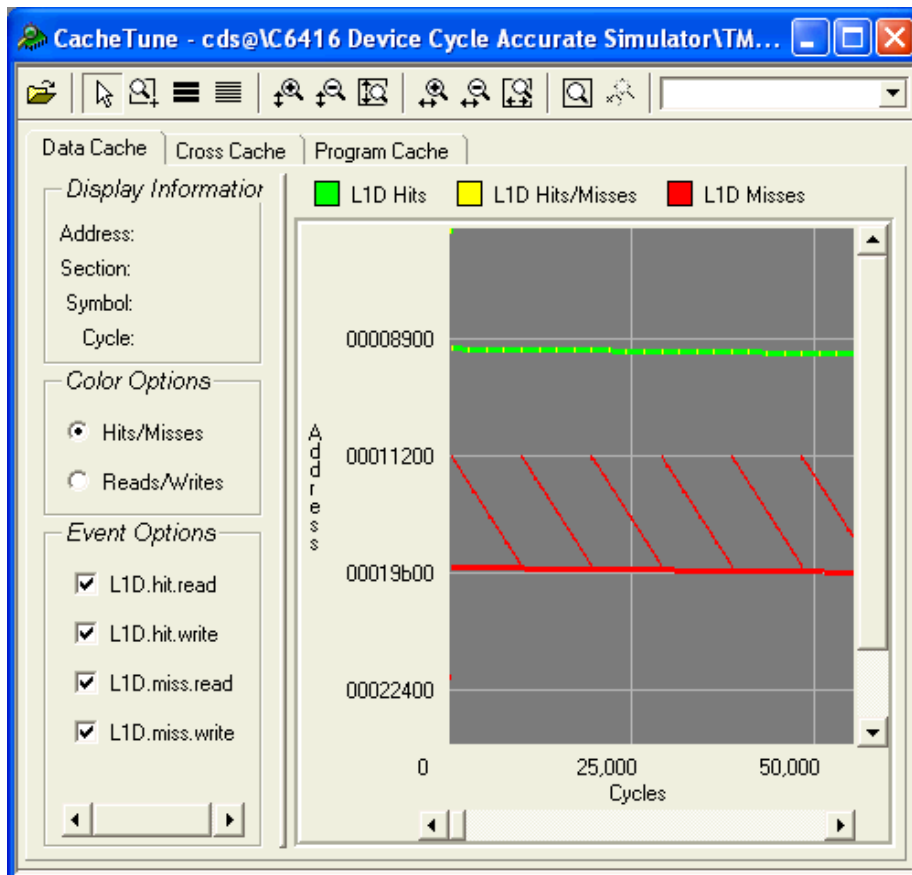 CacheTune - cds@\C6416 Device Cycle Accurate Simulator\TM...
Data Cache Cross Cache Program Cache
Display Information
Address:
Section:
Symbol:
Cycle:
Color Options
Hits/Misses
Reads/Writes
Event Options
L1D.hit.read
L1D.hit.write
L1D.miss.read
L1D.miss.write
L1D Hits L1D Hits/Misses L1D Misses
Address
00008900
00011200
00019b00
00022400
0 25,000 50,000
Cycles